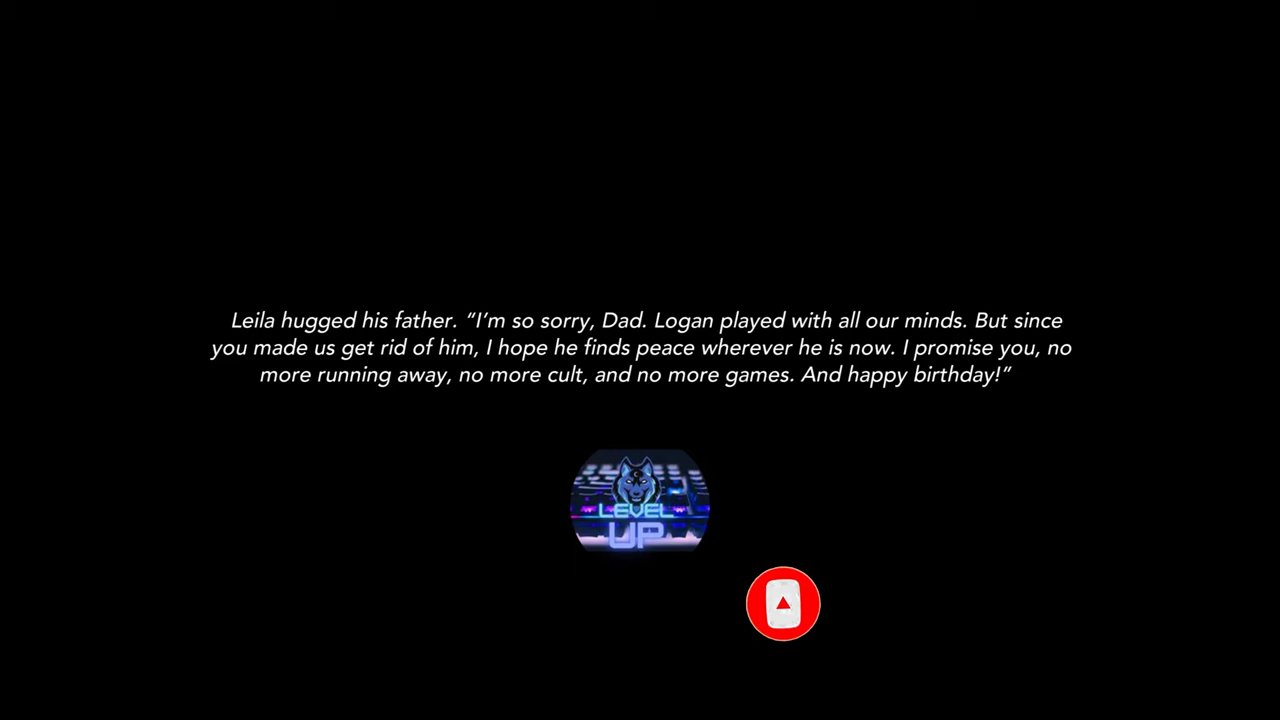 Leila hugged his father. “I’m so sorry, Dad. Logan played with all our minds. But since
you made us get rid of him, I hope he finds peace wherever he is now. I promise you, no
more running away, no more cult, and no more games. And happy birthday!”
LEVEL
UP